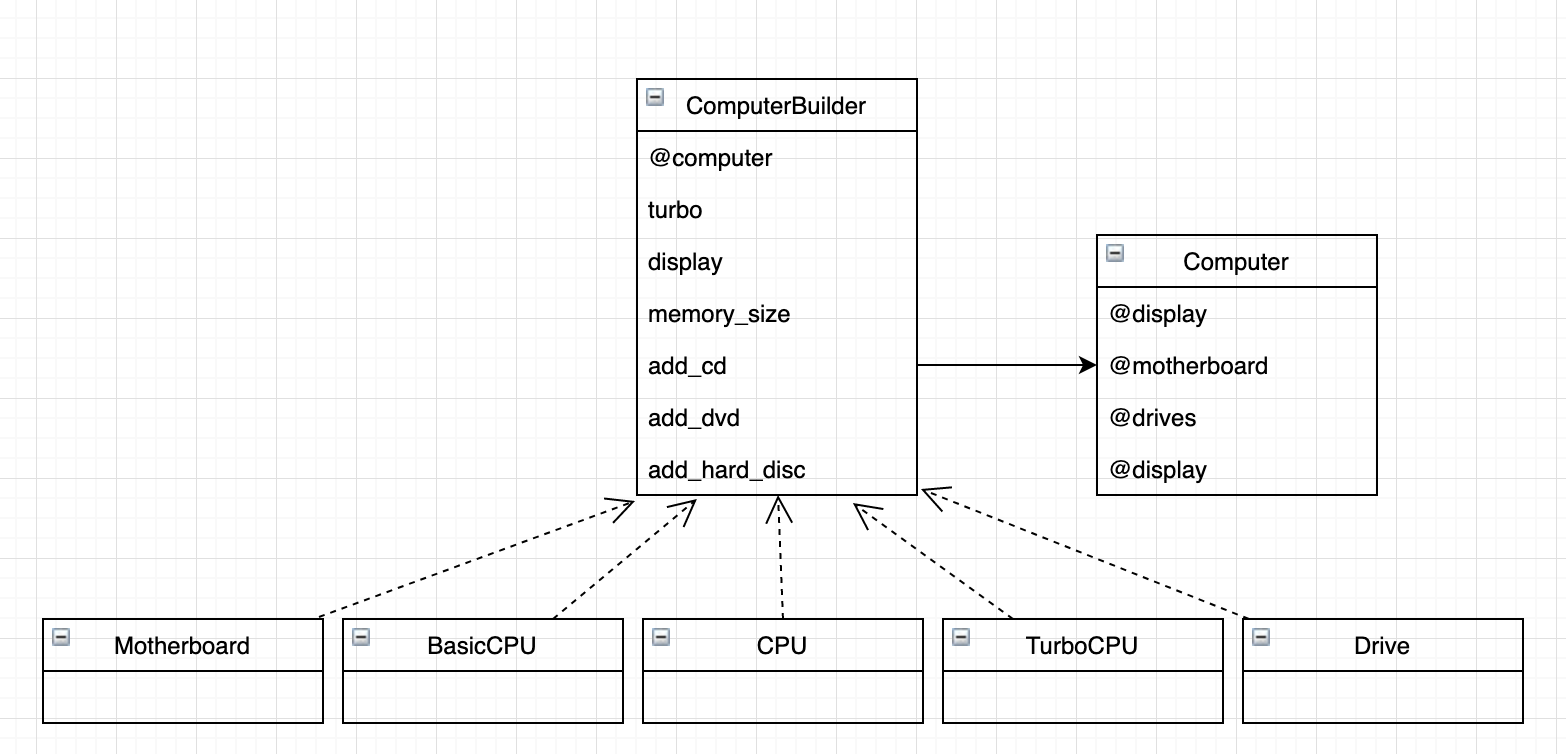 ComputerBuilder
@computer
turbo
display
memory_size
add_cd
add_dvd
add_hard_disc
Computer
@display
@motherboard
@drives
@display
Motherboard
BasicCPU
CPU
TurboCPU
Drive